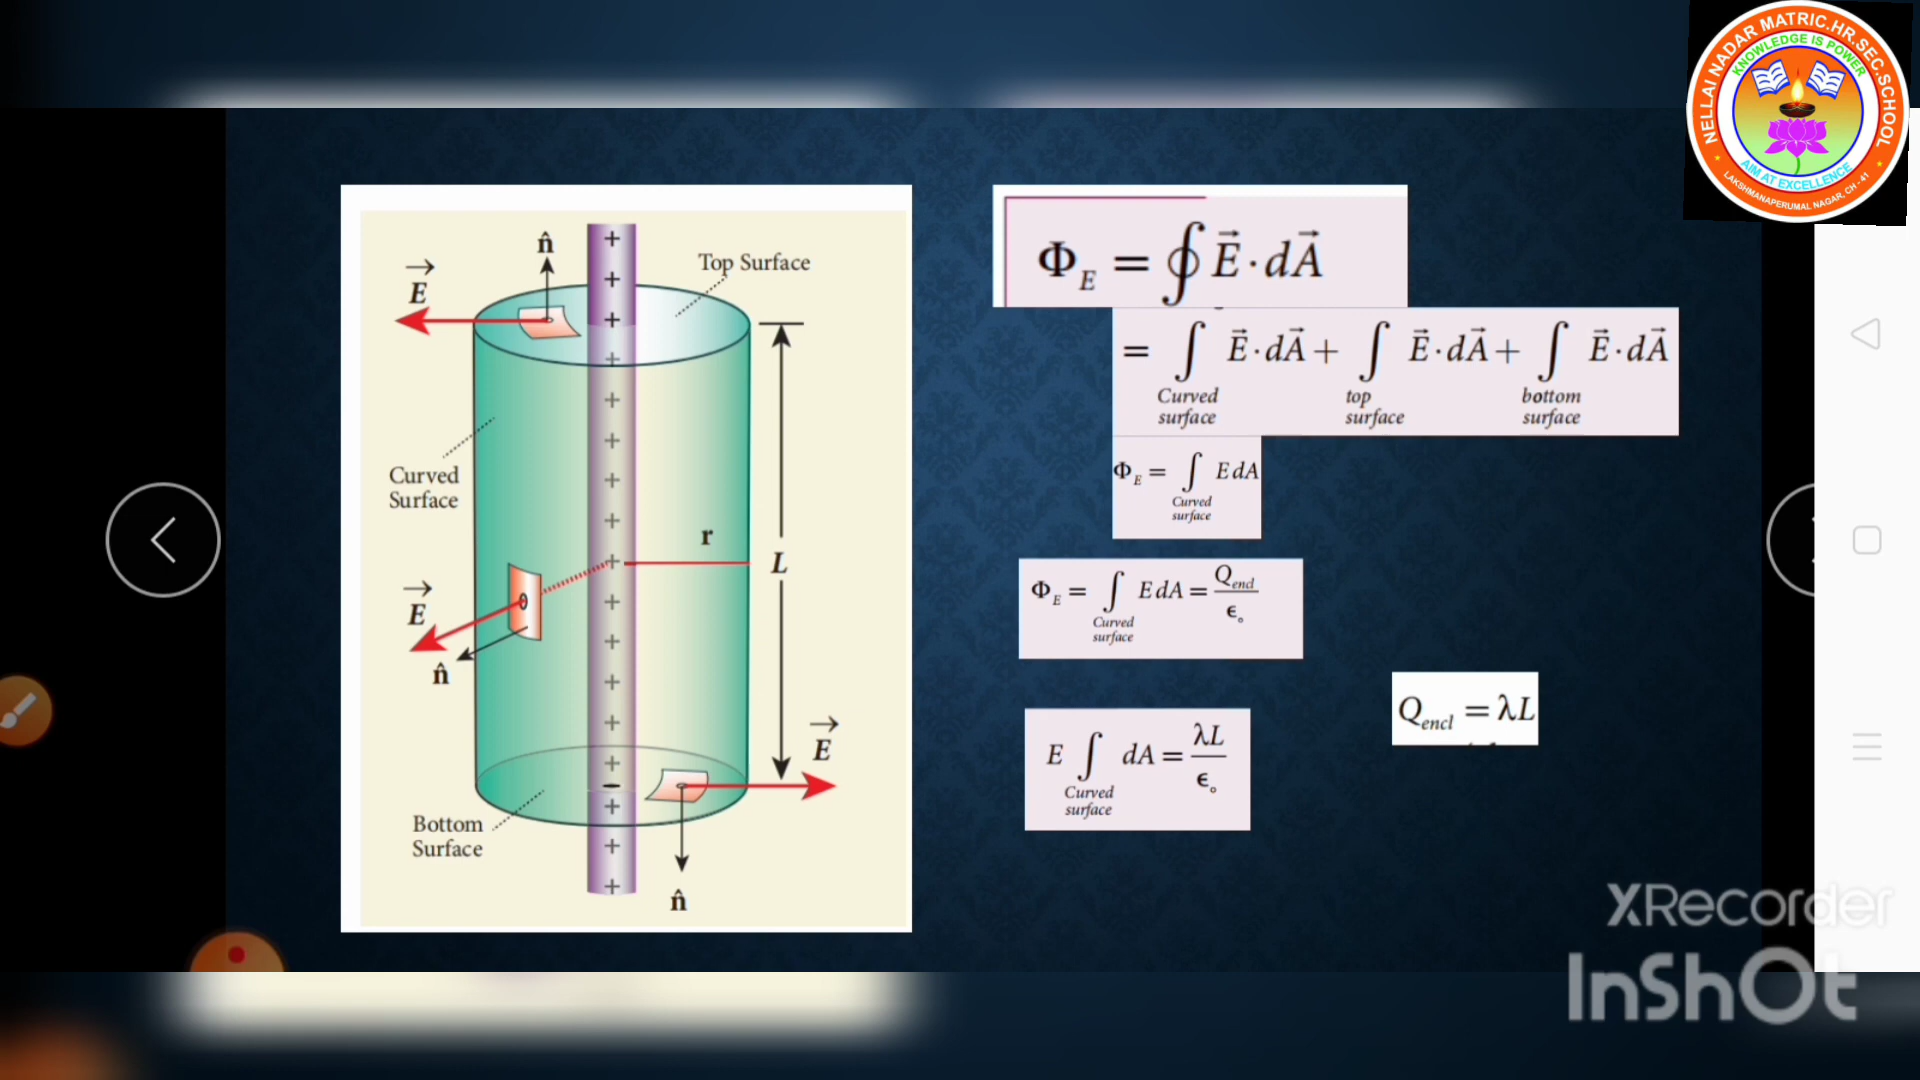 NELLAI NADAR MATRIC.HR.SEC.SCHOOL
KNOWLEDGE IS POWER
AIM AT EXCELLENCE
LAKSHMANAPERUMAL NAGAR, CH - 41
n̂
E⃗
Top Surface
Curved
Surface
r
L
E⃗
n̂
E⃗
Bottom
Surface
n̂
Φ_E = ∮ E⃗ · dA⃗
= ∫ E⃗ · dA⃗ + ∫ E⃗ · dA⃗ + ∫ E⃗ · dA⃗
Curved surface top surface bottom surface
Φ_E = ∫ E dA
Curved
surface
Φ_E = ∫ E dA = Q_encl / ϵ_o
Curved
surface
E ∫ dA = λL / ϵ_o
Curved
surface
Q_encl = λL
XRecorder
InShOt